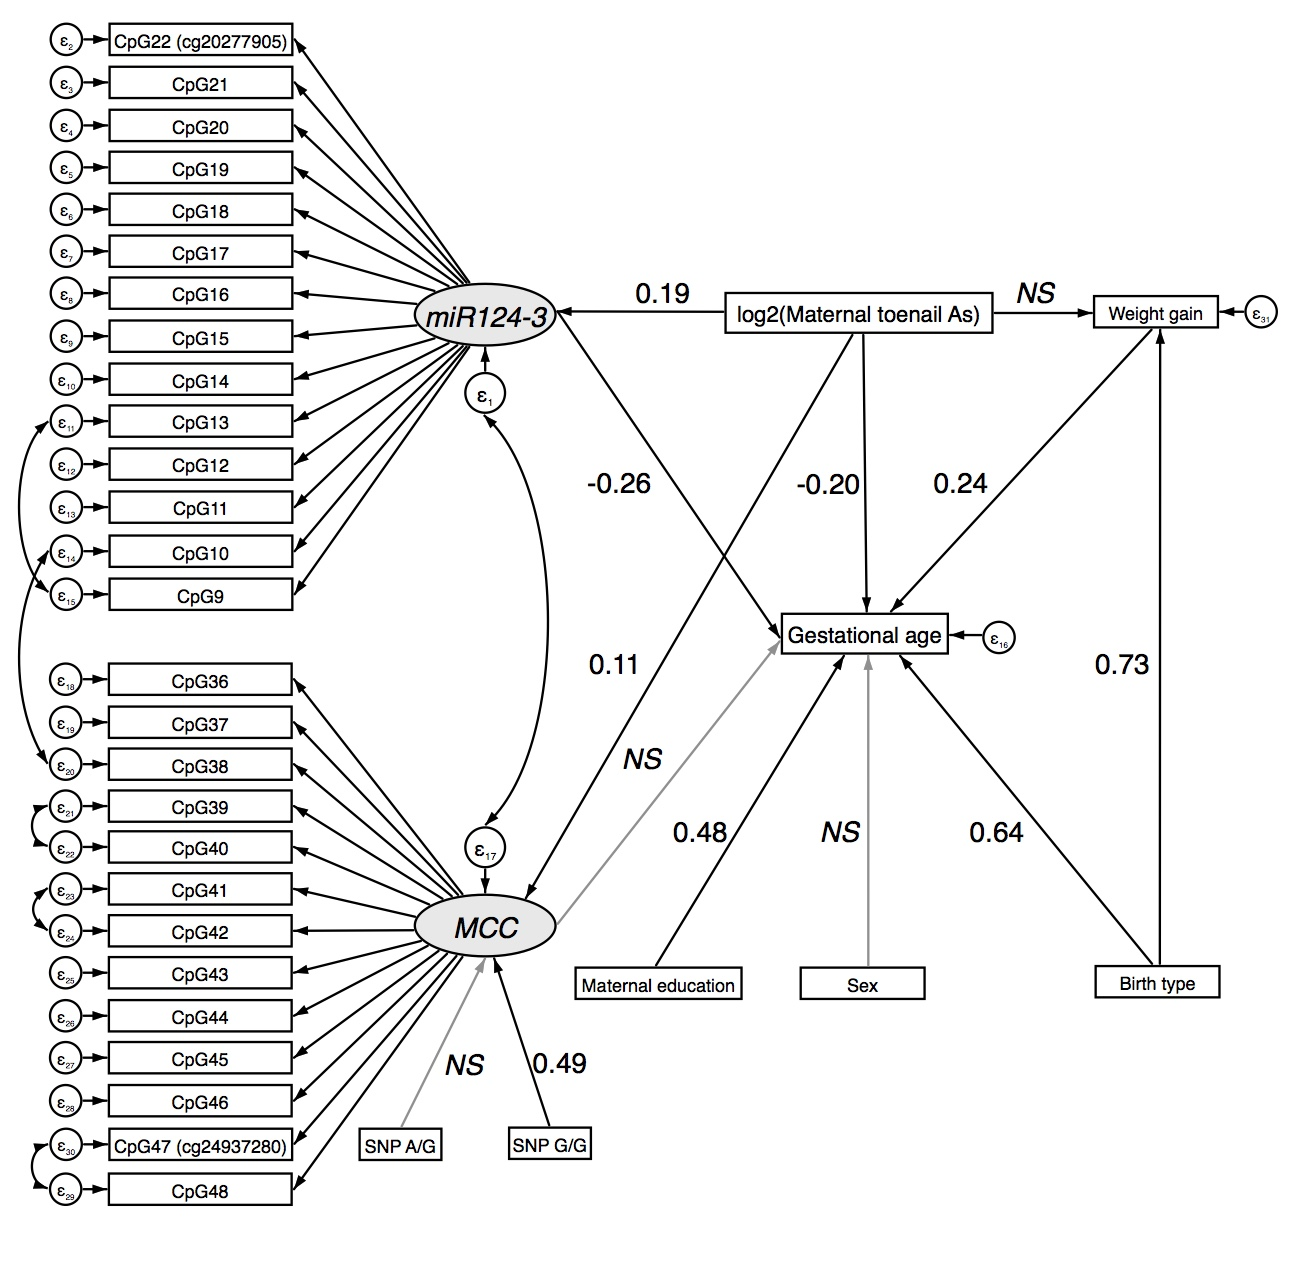 ε2 CpG22 (cg20277905)
ε3 CpG21
ε4 CpG20
ε5 CpG19
ε6 CpG18
ε7 CpG17
ε8 CpG16
ε9 CpG15
ε10 CpG14
ε11 CpG13
ε12 CpG12
ε13 CpG11
ε14 CpG10
ε15 CpG9
miR124-3
ε1
0.19
log2(Maternal toenail As)
NS
Weight gain
ε31
-0.26
-0.20
0.24
Gestational age
ε16
0.11
0.73
NS
0.48
NS
0.64
ε18 CpG36
ε19 CpG37
ε20 CpG38
ε21 CpG39
ε22 CpG40
ε23 CpG41
ε24 CpG42
ε25 CpG43
ε26 CpG44
ε27 CpG45
ε28 CpG46
ε30 CpG47 (cg24937280)
ε29 CpG48
ε17
MCC
Maternal education
Sex
Birth type
NS
0.49
SNP A/G
SNP G/G